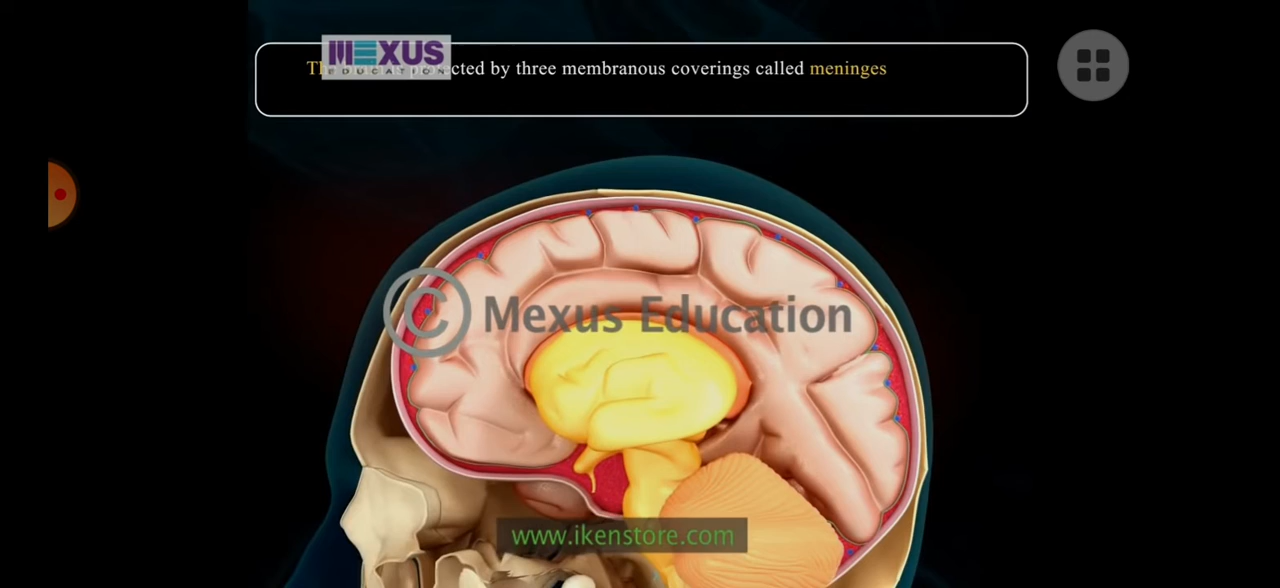 MEXUS
EDUCATION
cted by three membranous coverings called meninges
© Mexus Education
www.ikenstore.com